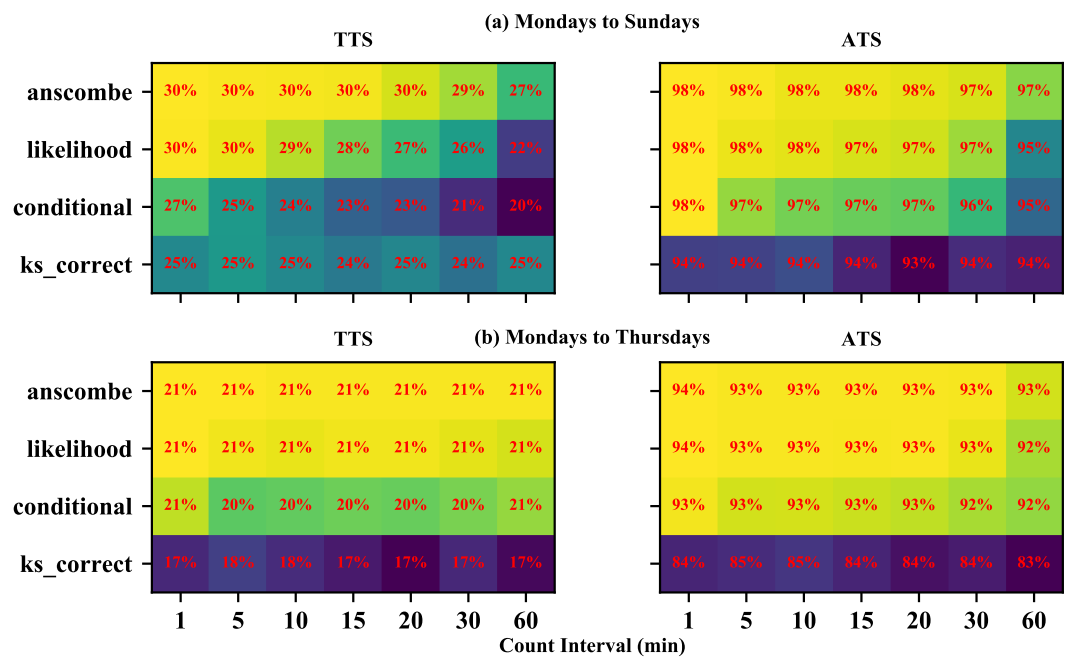 (a) Mondays to Sundays
TTS ATS
anscombe 30% 30% 30% 30% 30% 29% 27% 98% 98% 98% 98% 98% 97% 97%
likelihood 30% 30% 29% 28% 27% 26% 22% 98% 98% 98% 97% 97% 97% 95%
conditional 27% 25% 24% 23% 23% 21% 20% 98% 97% 97% 97% 97% 96% 95%
ks_correct 25% 25% 25% 24% 25% 24% 25% 94% 94% 94% 94% 93% 94% 94%
(b) Mondays to Thursdays
TTS ATS
anscombe 21% 21% 21% 21% 21% 21% 21% 94% 93% 93% 93% 93% 93% 93%
likelihood 21% 21% 21% 21% 21% 21% 21% 94% 93% 93% 93% 93% 93% 92%
conditional 21% 20% 20% 20% 20% 20% 21% 93% 93% 93% 93% 93% 92% 92%
ks_correct 17% 18% 18% 17% 17% 17% 17% 84% 85% 85% 84% 84% 84% 83%
1 5 10 15 20 30 60 1 5 10 15 20 30 60
Count Interval (min)